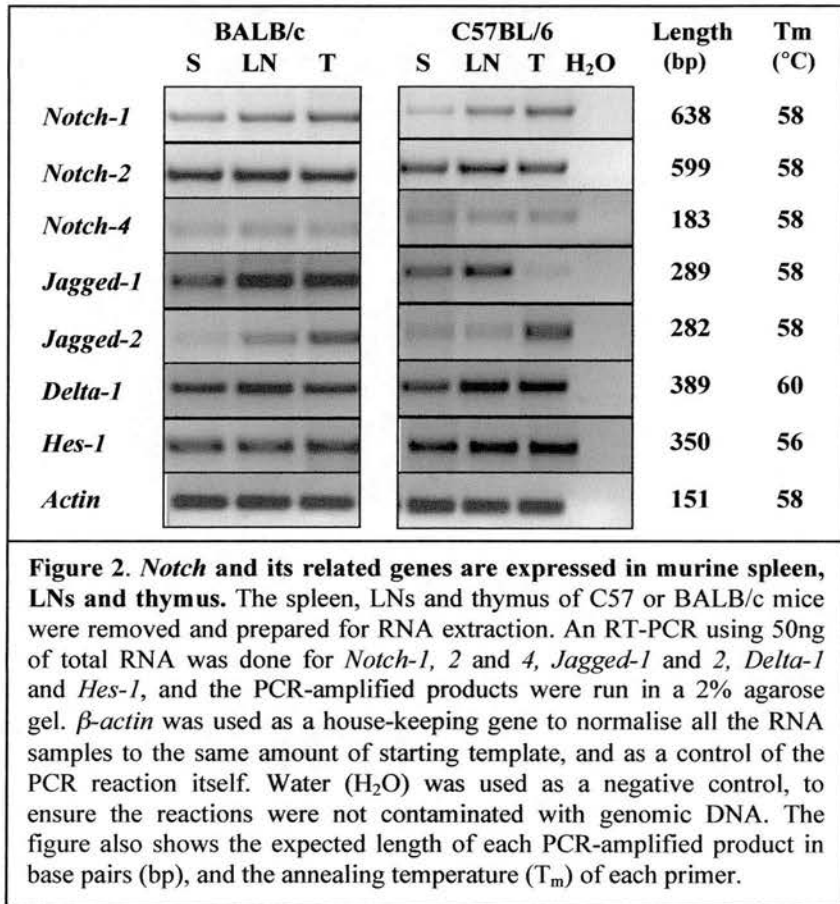 BALB/c C57BL/6 Length Tm
S LN T S LN T H₂O (bp) (°C)
Notch-1 638 58
Notch-2 599 58
Notch-4 183 58
Jagged-1 289 58
Jagged-2 282 58
Delta-1 389 60
Hes-1 350 56
Actin 151 58
Figure 2. Notch and its related genes are expressed in murine spleen,
LNs and thymus. The spleen, LNs and thymus of C57 or BALB/c mice
were removed and prepared for RNA extraction. An RT-PCR using 50ng
of total RNA was done for Notch-1, 2 and 4, Jagged-1 and 2, Delta-1
and Hes-1, and the PCR-amplified products were run in a 2% agarose
gel. β-actin was used as a house-keeping gene to normalise all the RNA
samples to the same amount of starting template, and as a control of the
PCR reaction itself. Water (H₂O) was used as a negative control, to
ensure the reactions were not contaminated with genomic DNA. The
figure also shows the expected length of each PCR-amplified product in
base pairs (bp), and the annealing temperature (Tₘ) of each primer.